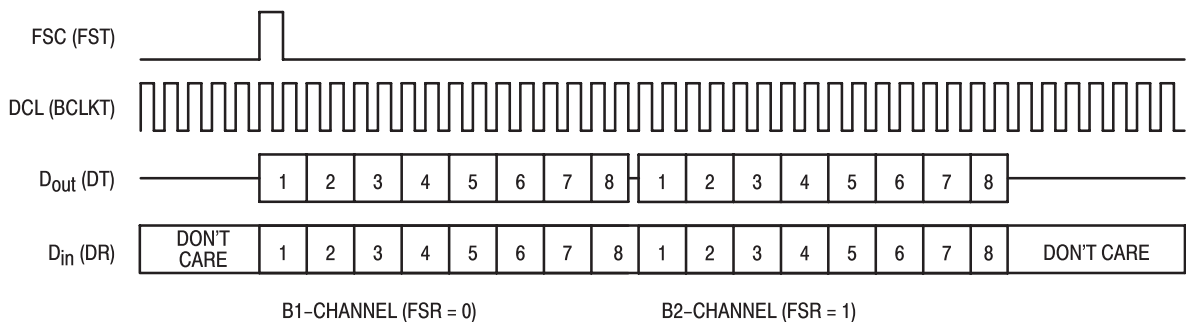 FSC (FST)
DCL (BCLKT)
Dout (DT) 1 2 3 4 5 6 7 8 1 2 3 4 5 6 7 8
Din (DR) DON'T CARE 1 2 3 4 5 6 7 8 1 2 3 4 5 6 7 8 DON'T CARE
B1–CHANNEL (FSR = 0) B2–CHANNEL (FSR = 1)